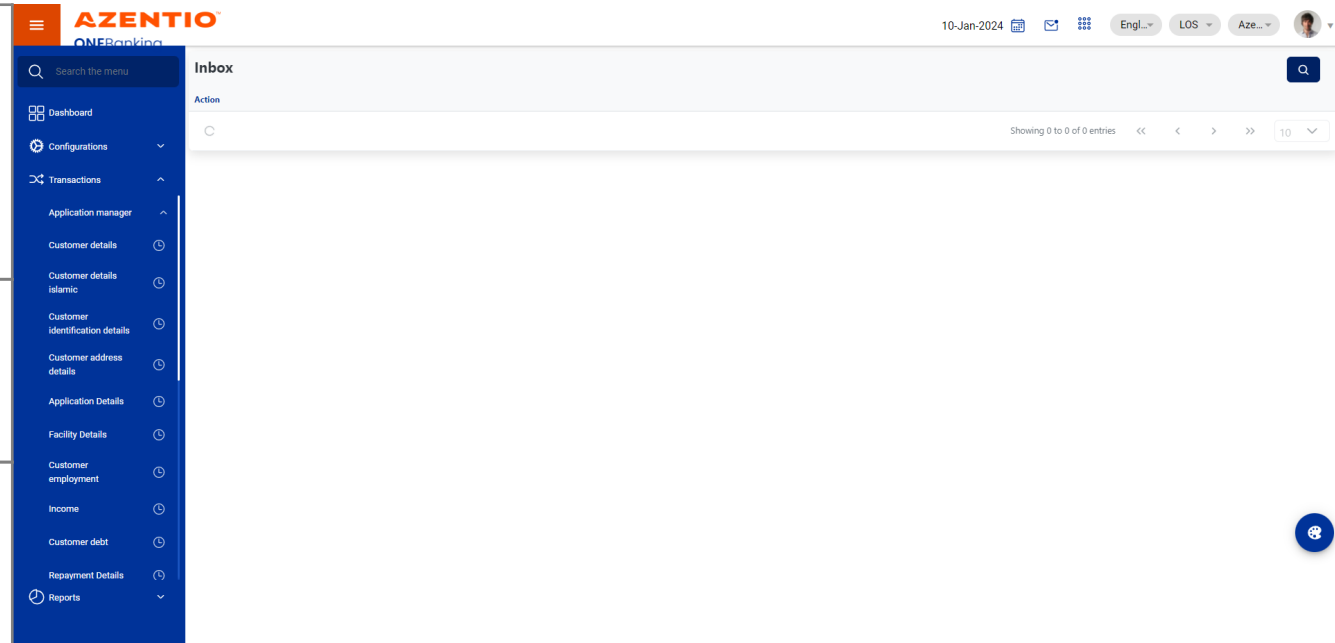 AZENTIO™
ONEBanking
10-Jan-2024
Engl...
LOS
Aze...
Search the menu
Inbox
Action
Showing 0 to 0 of 0 entries
<<
<
>
>>
10
Dashboard
Configurations
Transactions
Application manager
Customer details
Customer details
islamic
Customer
identification details
Customer address
details
Application Details
Facility Details
Customer
employment
Income
Customer debt
Repayment Details
Reports